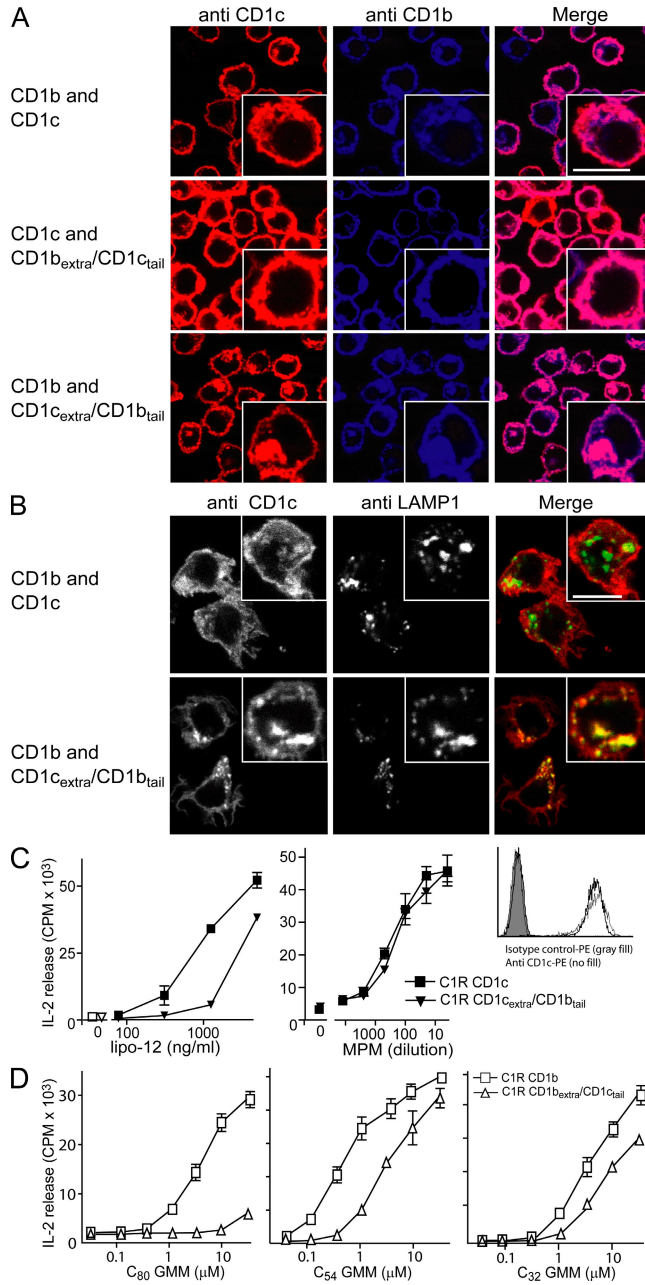 A
anti CD1c anti CD1b Merge
CD1b and
CD1c
CD1c and
CD1bextra/CD1ctail
CD1b and
CD1cextra/CD1btail
B
anti CD1c anti LAMP1 Merge
CD1b and
CD1c
CD1b and
CD1cextra/CD1btail
C
IL-2 release (CPM x 10³)
50
25
0
0 100 1000
lipo-12 (ng/ml)
50
40
30
20
10
0
0 1000 100 10
MPM (dilution)
Isotype control-PE (gray fill)
Anti CD1c-PE (no fill)
C1R CD1c
C1R CD1cextra/CD1btail
D
IL-2 release (CPM x 10³)
30
20
10
0
0.1 1 10
C80 GMM (μM)
0.1 1 10
C54 GMM (μM)
0.1 1 10
C32 GMM (μM)
C1R CD1b
C1R CD1bextra/CD1ctail